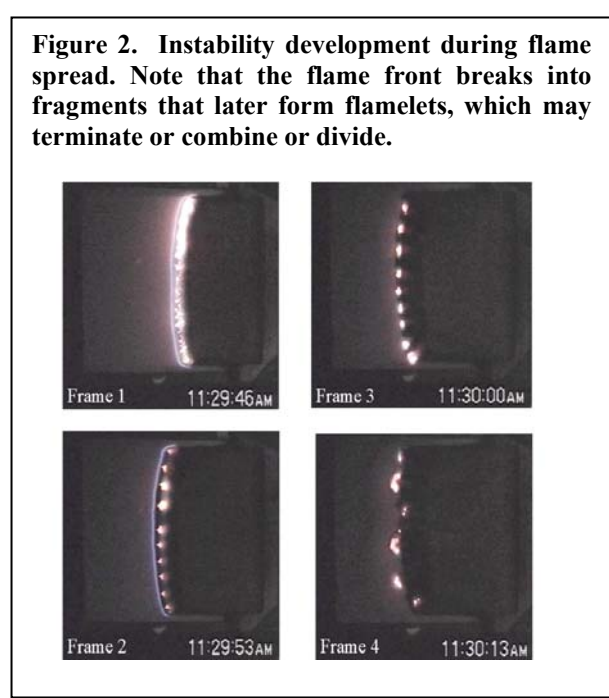 Figure 2. Instability development during flame
spread. Note that the flame front breaks into
fragments that later form flamelets, which may
terminate or combine or divide.
Frame 1 11:29:46AM
Frame 3 11:30:00AM
Frame 2 11:29:53AM
Frame 4 11:30:13AM